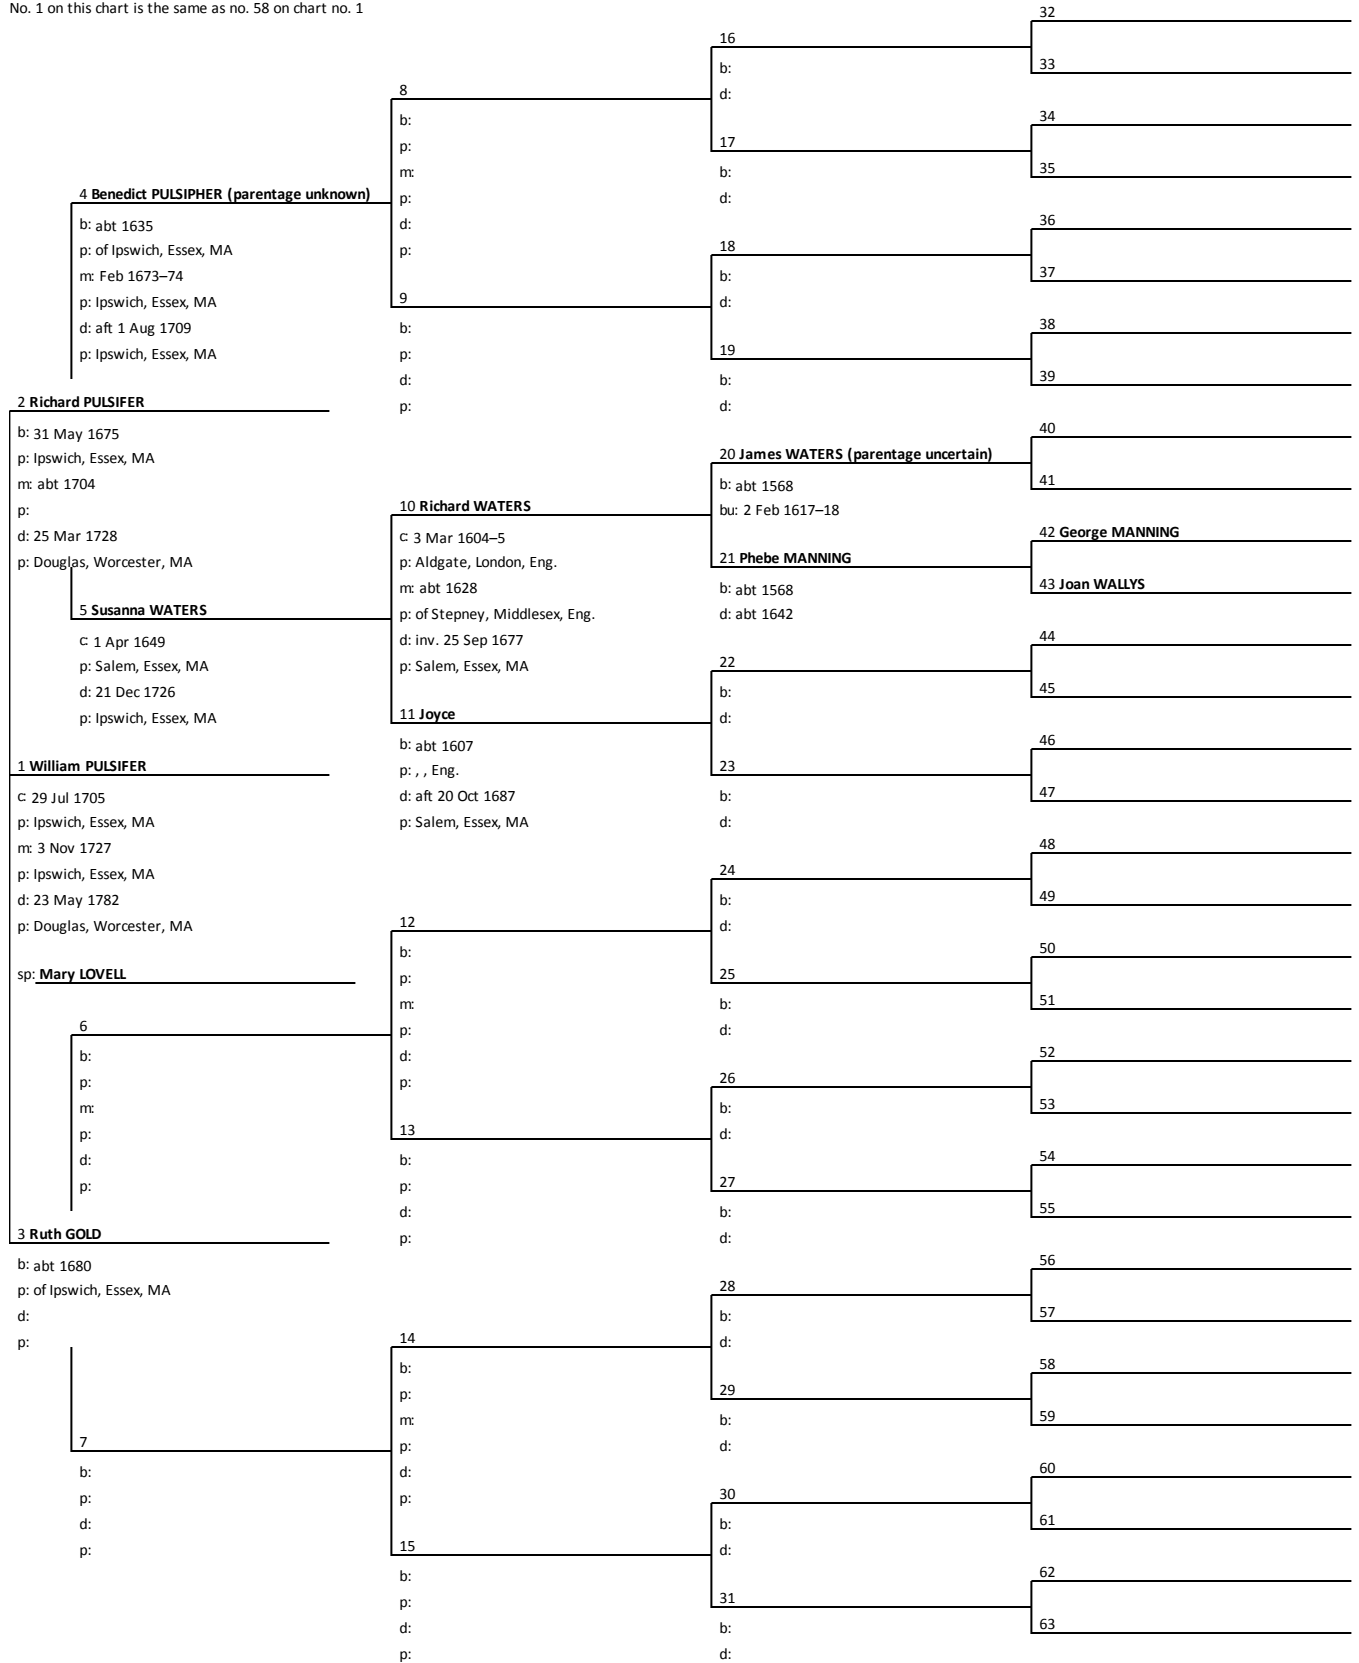 No. 1 on this chart is the same as no. 58 on chart no. 1
4 Benedict PULSIPHER (parentage unknown)
b: abt 1635
p: of Ipswich, Essex, MA
m: Feb 1673–74
p: Ipswich, Essex, MA
d: aft 1 Aug 1709
p: Ipswich, Essex, MA
2 Richard PULSIFER
b: 31 May 1675
p: Ipswich, Essex, MA
m: abt 1704
p:
d: 25 Mar 1728
p: Douglas, Worcester, MA
5 Susanna WATERS
c: 1 Apr 1649
p: Salem, Essex, MA
d: 21 Dec 1726
p: Ipswich, Essex, MA
1 William PULSIFER
c: 29 Jul 1705
p: Ipswich, Essex, MA
m: 3 Nov 1727
p: Ipswich, Essex, MA
d: 23 May 1782
p: Douglas, Worcester, MA
sp: Mary LOVELL
6
b:
p:
m:
p:
d:
p:
3 Ruth GOLD
b: abt 1680
p: of Ipswich, Essex, MA
d:
p:
7
b:
p:
d:
p:
8
b:
p:
m:
p:
d:
p:
9
b:
p:
d:
p:
10 Richard WATERS
c: 3 Mar 1604–5
p: Aldgate, London, Eng.
m: abt 1628
p: of Stepney, Middlesex, Eng.
d: inv. 25 Sep 1677
p: Salem, Essex, MA
11 Joyce
b: abt 1607
p: , , Eng.
d: aft 20 Oct 1687
p: Salem, Essex, MA
12
b:
p:
m:
p:
d:
p:
13
b:
p:
d:
p:
14
b:
p:
m:
p:
d:
p:
15
b:
p:
d:
p:
16
b:
d:
17
b:
d:
18
b:
d:
19
b:
d:
20 James WATERS (parentage uncertain)
b: abt 1568
bu: 2 Feb 1617–18
21 Phebe MANNING
b: abt 1568
d: abt 1642
22
b:
d:
23
b:
d:
24
b:
d:
25
b:
d:
26
b:
d:
27
b:
d:
28
b:
d:
29
b:
d:
30
b:
d:
31
b:
d:
32
33
34
35
36
37
38
39
40
41
42 George MANNING
43 Joan WALLYS
44
45
46
47
48
49
50
51
52
53
54
55
56
57
58
59
60
61
62
63